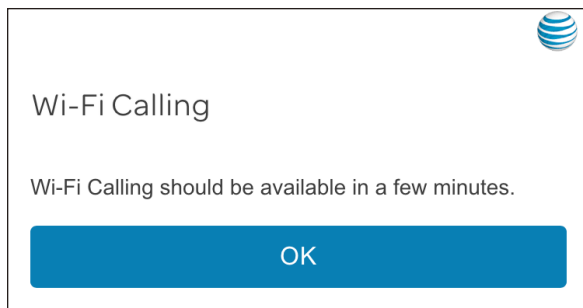 Wi-Fi Calling
Wi-Fi Calling should be available in a few minutes.
OK